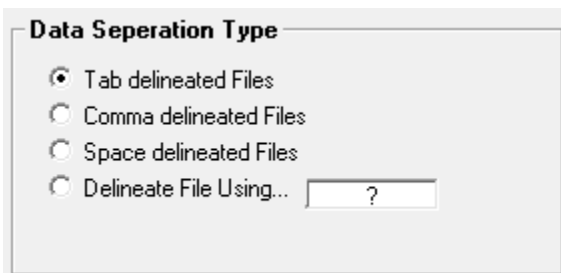 Data Seperation Type
Tab delineated Files
Comma delineated Files
Space delineated Files
Delineate File Using... ?